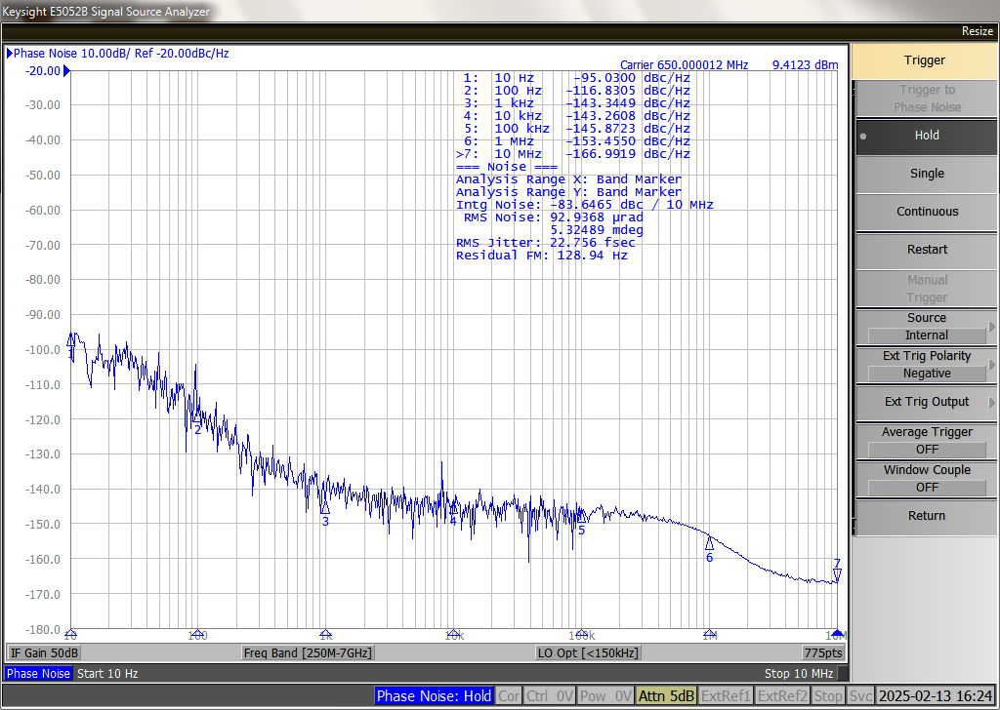 Keysight E5052B Signal Source Analyzer
Resize
Phase Noise 10.00dB/ Ref -20.00dBc/Hz
Carrier 650.000012 MHz 9.4123 dBm
1: 10 Hz -95.0300 dBc/Hz
2: 100 Hz -116.8305 dBc/Hz
3: 1 kHz -143.3449 dBc/Hz
4: 10 kHz -143.2608 dBc/Hz
5: 100 kHz -145.8723 dBc/Hz
6: 1 MHz -153.4550 dBc/Hz
>7: 10 MHz -166.9919 dBc/Hz
=== Noise ===
Analysis Range X: Band Marker
Analysis Range Y: Band Marker
Intg Noise: -83.6465 dBc / 10 MHz
RMS Noise: 92.9368 µrad
5.32489 mdeg
RMS Jitter: 22.756 fsec
Residual FM: 128.94 Hz
-20.00
-30.00
-40.00
-50.00
-60.00
-70.00
-80.00
-90.00
-100.0
-110.0
-120.0
-130.0
-140.0
-150.0
-160.0
-170.0
-180.0
1
2
3
4
5
6
7
10 100 1k 10k 100k 1M 10M
IF Gain 50dB Freq Band [250M-7GHz] LO Opt [<150kHz] 775pts
Phase Noise Start 10 Hz Stop 10 MHz
Trigger
Trigger to
Phase Noise
Hold
Single
Continuous
Restart
Manual
Trigger
Source
Internal
Ext Trig Polarity
Negative
Ext Trig Output
Average Trigger
OFF
Window Couple
OFF
Return
Phase Noise: Hold Cor Ctrl 0V Pow 0V Attn 5dB ExtRef1 ExtRef2 Stop Svc 2025-02-13 16:24